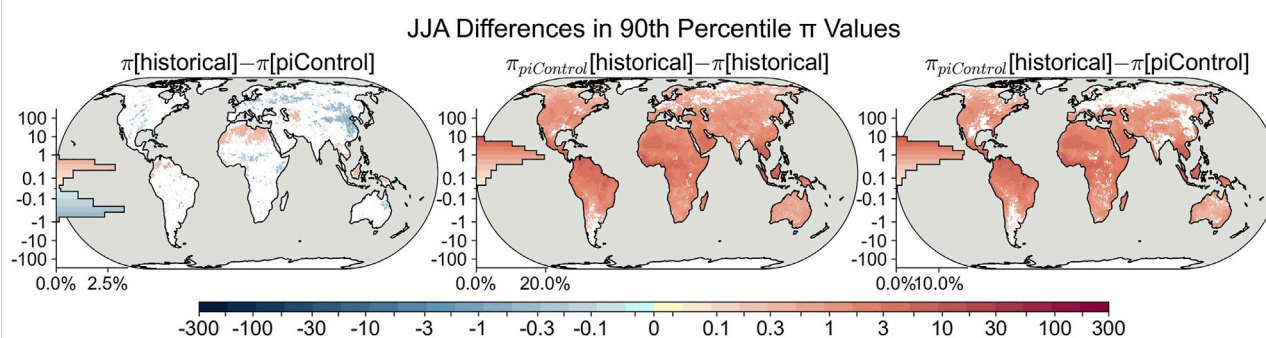 JJA Differences in 90th Percentile π Values
π[historical]−π[piControl]
π_piControl[historical]−π[historical]
π_piControl[historical]−π[piControl]
100 100 100
10 10 10
1 1 1
0.1 0.1 0.1
-0.1 -0.1 -0.1
-1 -1 -1
-10 -10 -10
-100 -100 -100
0.0% 2.5% 0.0% 20.0% 0.0%10.0%
-300 -100 -30 -10 -3 -1 -0.3 -0.1 0 0.1 0.3 1 3 10 30 100 300